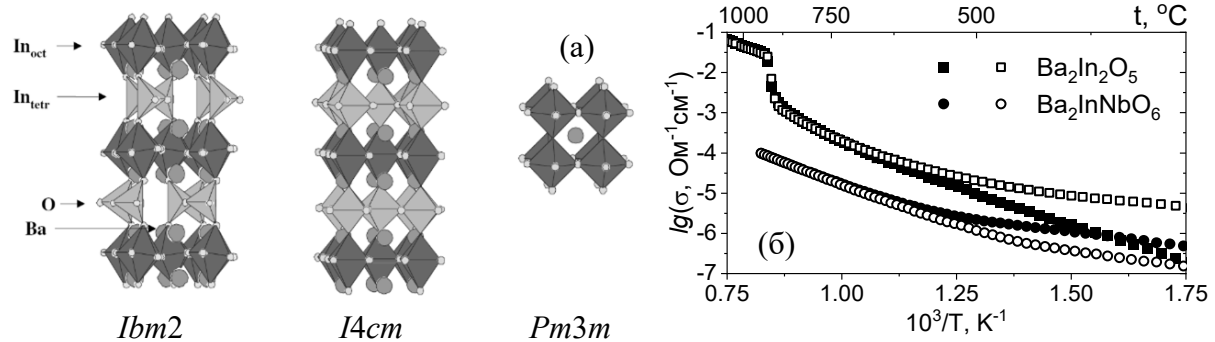 In_oct
In_tetr
O
Ba
Ibm2
I4cm
(а)
Pm3m
1000 750 500 t, °C
-1
-2
-3
-4
-5
-6
-7
lg(σ, Ом⁻¹см⁻¹)
Ba₂In₂O₅
Ba₂InNbO₆
(б)
0.75 1.00 1.25 1.50 1.75
10³/T, K⁻¹